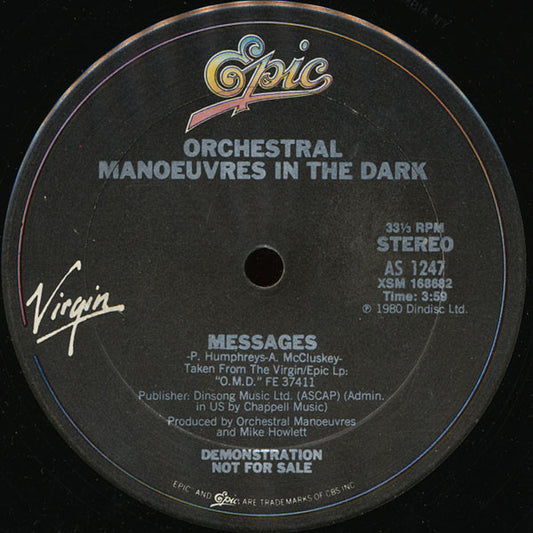 Epic
ORCHESTRAL
MANOEUVRES IN THE DARK
33⅓ RPM
STEREO
AS 1247
XSM 168682
Time: 3:59
℗ 1980 Dindisc Ltd.
Virgin
MESSAGES
-P. Humphreys-A. McCluskey-
Taken From The Virgin/Epic Lp:
"O.M.D." FE 37411
Publisher: Dinsong Music Ltd. (ASCAP) (Admin.
in US by Chappell Music)
Produced by Orchestral Manoeuvres
and Mike Howlett
DEMONSTRATION
NOT FOR SALE
EPIC AND Epic ARE TRADEMARKS OF CBS INC.